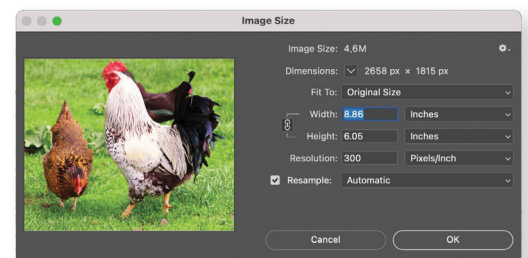 Image Size
Image Size: 4,6M
Dimensions: 2658 px × 1815 px
Fit To: Original Size
Width: 8.86 Inches
Height: 6.05 Inches
Resolution: 300 Pixels/Inch
Resample: Automatic
Cancel OK